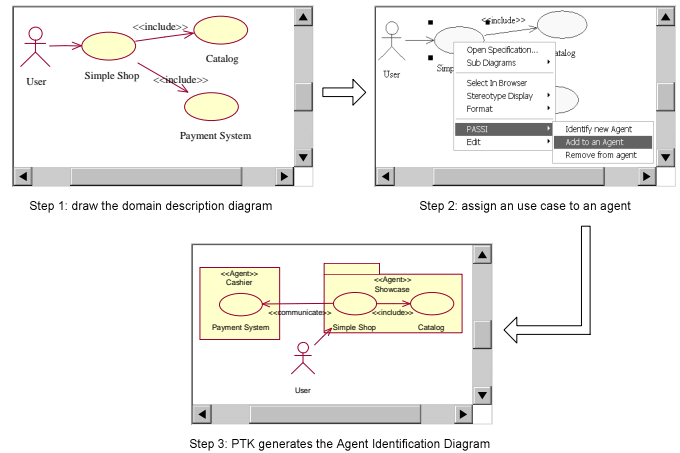 <<include>>
Catalog
User
Simple Shop
<<include>>
Payment System
Step 1: draw the domain description diagram
<<include>>
Catalog
User
Simp
Open Specification...
Sub Diagrams
Select In Browser
Stereotype Display
Format
PASSI
Edit
Identify new Agent
Add to an Agent
Remove from agent
Step 2: assign an use case to an agent
<<Agent>>
Cashier
Payment System
<<communicate>>
<<Agent>>
Showcase
Simple Shop
<<include>>
Catalog
User
Step 3: PTK generates the Agent Identification Diagram